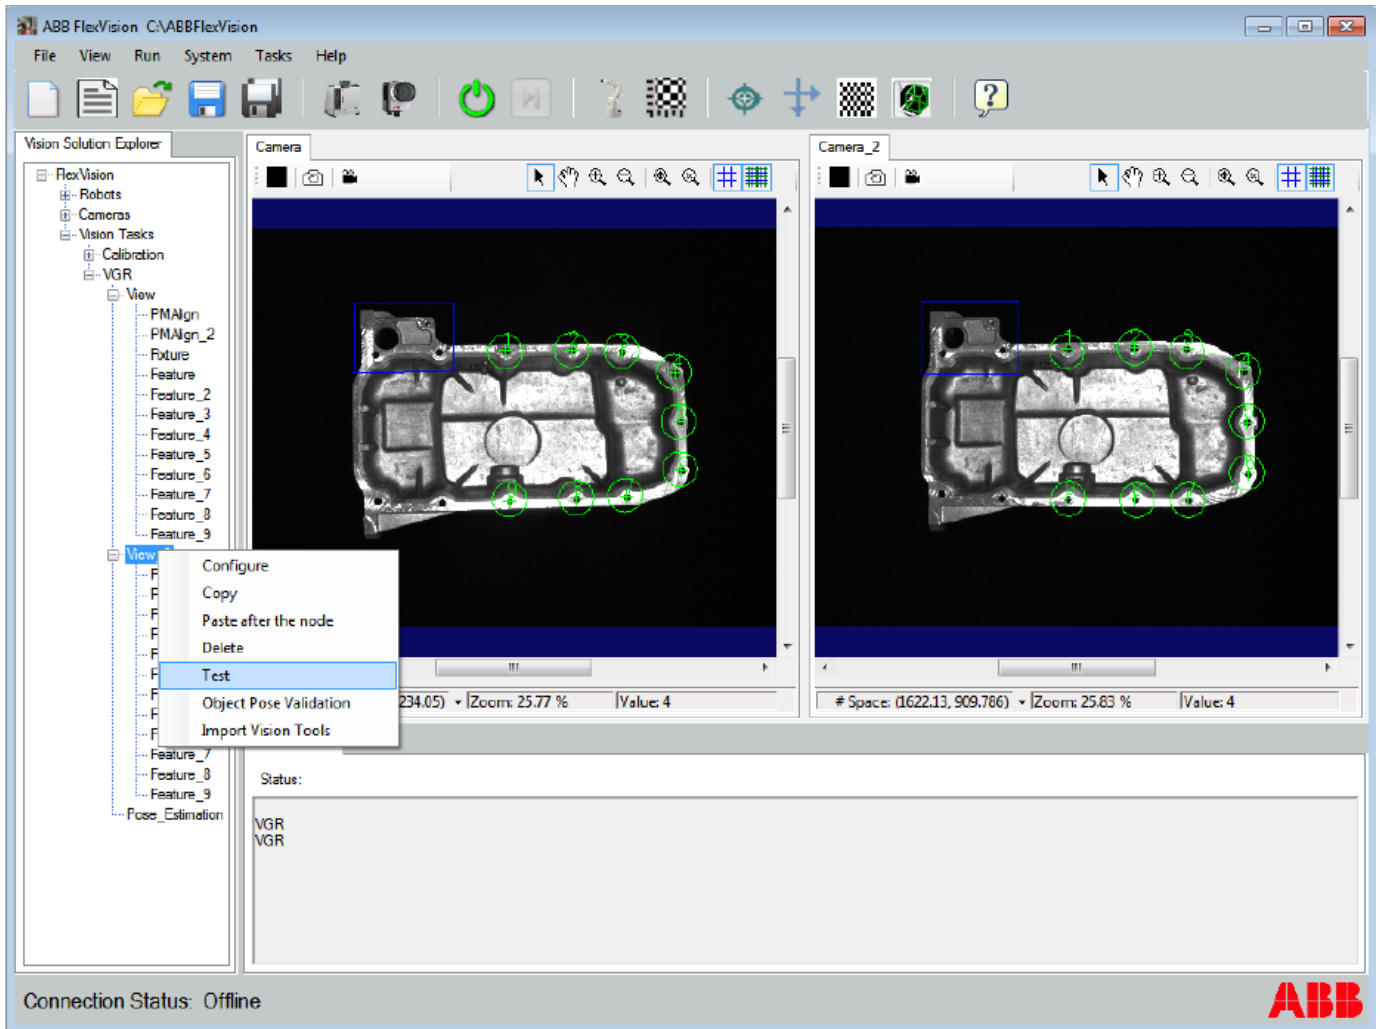 ABB FlexVision C:\ABBFlexVision
File View Run System Tasks Help
Vision Solution Explorer
FlexVision
Robots
Cameras
Vision Tasks
Calibration
VGR
View
PMAlign
PMAlign_2
Fixture
Feature
Feature_2
Feature_3
Feature_4
Feature_5
Feature_6
Feature_7
Feature_8
Feature_9
View
Configure
Copy
Paste after the node
Delete
Test
Object Pose Validation
Import Vision Tools
Feature_7
Feature_8
Feature_9
Pose_Estimation
Camera
234.05) Zoom: 25.77 % Value: 4
Camera_2
# Space: (1622.13, 909.786) Zoom: 25.83 % Value: 4
Status:
VGR
VGR
Connection Status: Offline
ABB